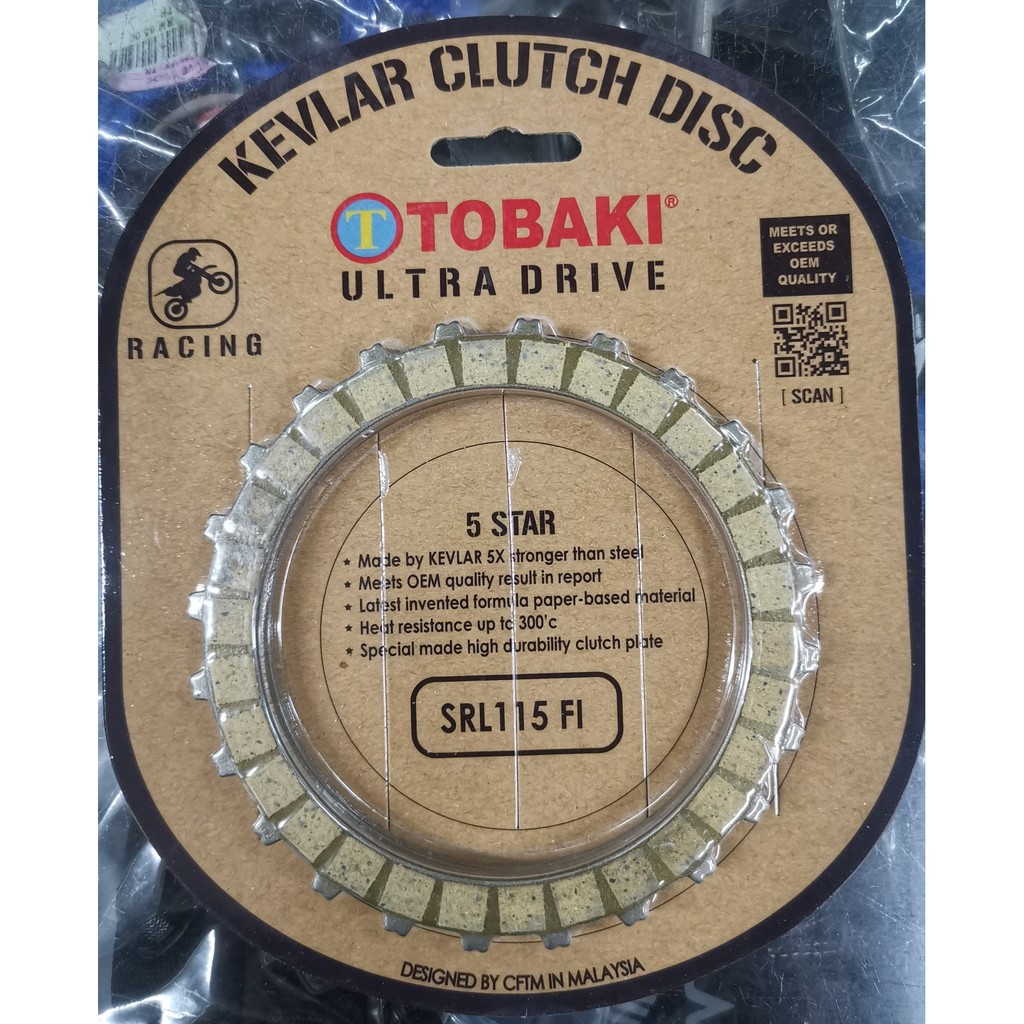 KEVLAR CLUTCH DISC
T TOBAKI®
ULTRA DRIVE
RACING
MEETS OR
EXCEEDS
OEM
QUALITY
[ SCAN ]
5 STAR
★ Made by KEVLAR 5X stronger than steel
★ Meets OEM quality result in report
★ Latest invented formula paper-based material
★ Heat resistance up to 300'c
★ Special made high durability clutch plate
SRL115 FI
DESIGNED BY CFTM IN MALAYSIA